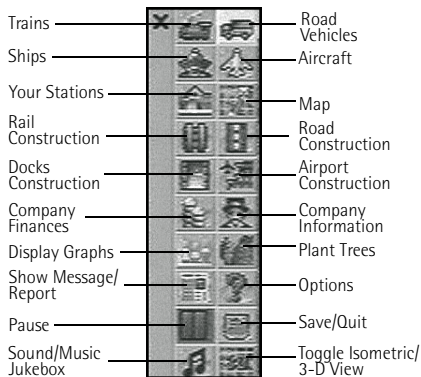 Trains
Road
Vehicles
Ships
Aircraft
Your Stations
Map
Rail
Construction
Road
Construction
Docks
Construction
Airport
Construction
Company
Finances
Company
Information
Display Graphs
Plant Trees
Show Message/
Report
Options
Pause
Save/Quit
Sound/Music
Jukebox
Toggle Isometric/
3-D View